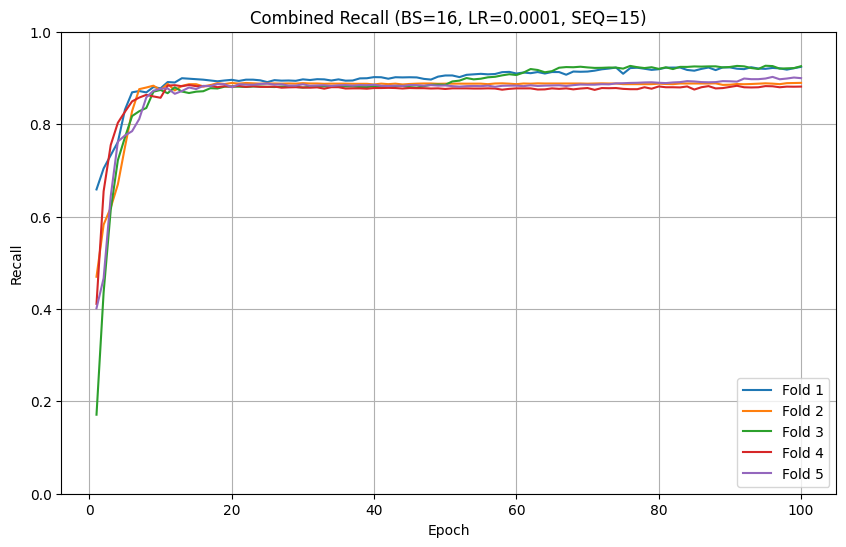 Combined Recall (BS=16, LR=0.0001, SEQ=15)
1.0
0.8
0.6
0.4
0.2
0.0
Recall
0 20 40 60 80 100
Epoch
Fold 1
Fold 2
Fold 3
Fold 4
Fold 5